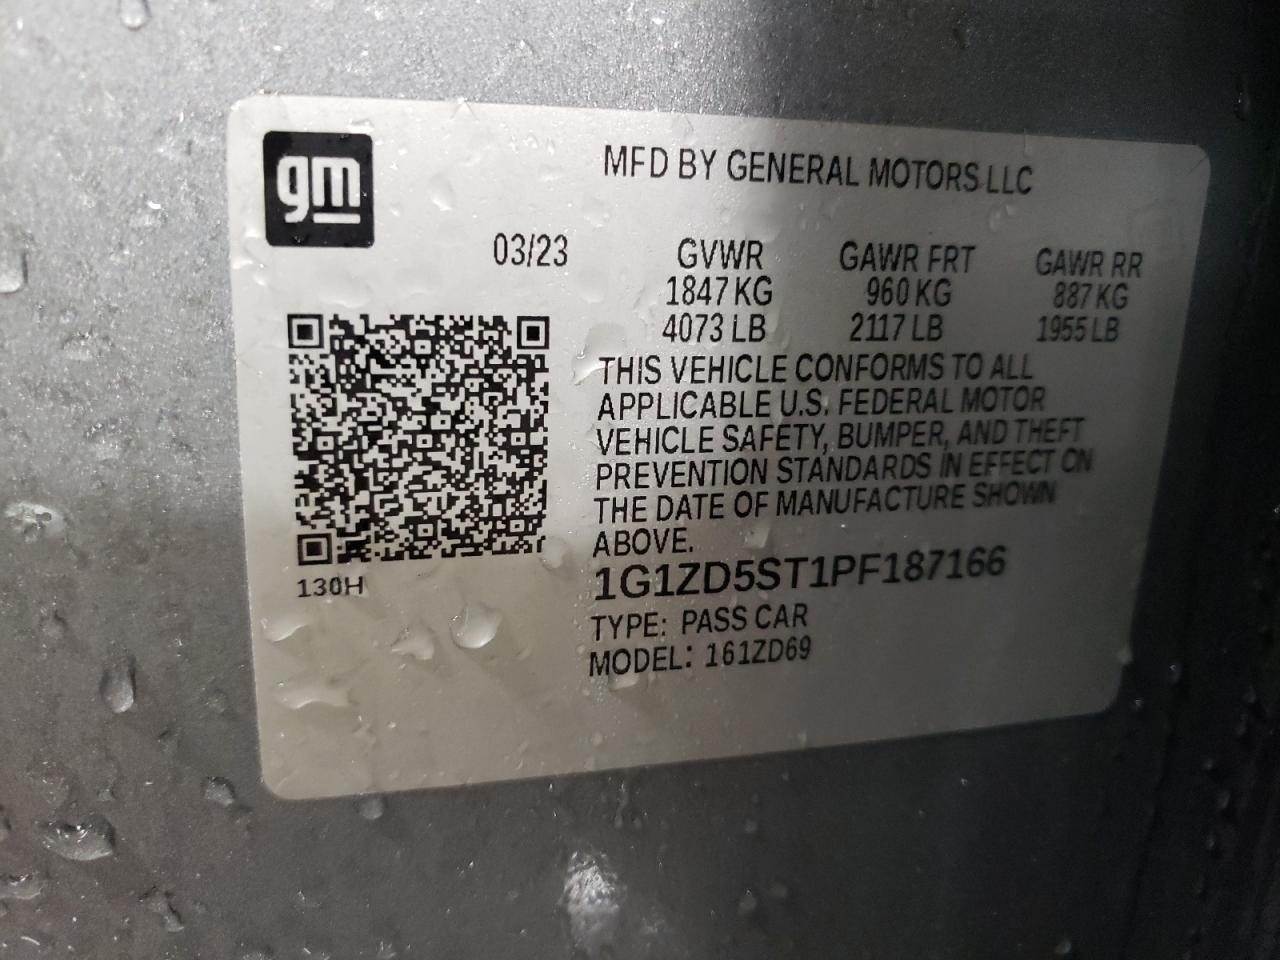 gm
MFD BY GENERAL MOTORS LLC
03/23 GVWR GAWR FRT GAWR RR
1847 KG 960 KG 887 KG
4073 LB 2117 LB 1955 LB
THIS VEHICLE CONFORMS TO ALL
APPLICABLE U.S. FEDERAL MOTOR
VEHICLE SAFETY, BUMPER, AND THEFT
PREVENTION STANDARDS IN EFFECT ON
THE DATE OF MANUFACTURE SHOWN
ABOVE.
130H
1G1ZD5ST1PF187166
TYPE: PASS CAR
MODEL: 161ZD69